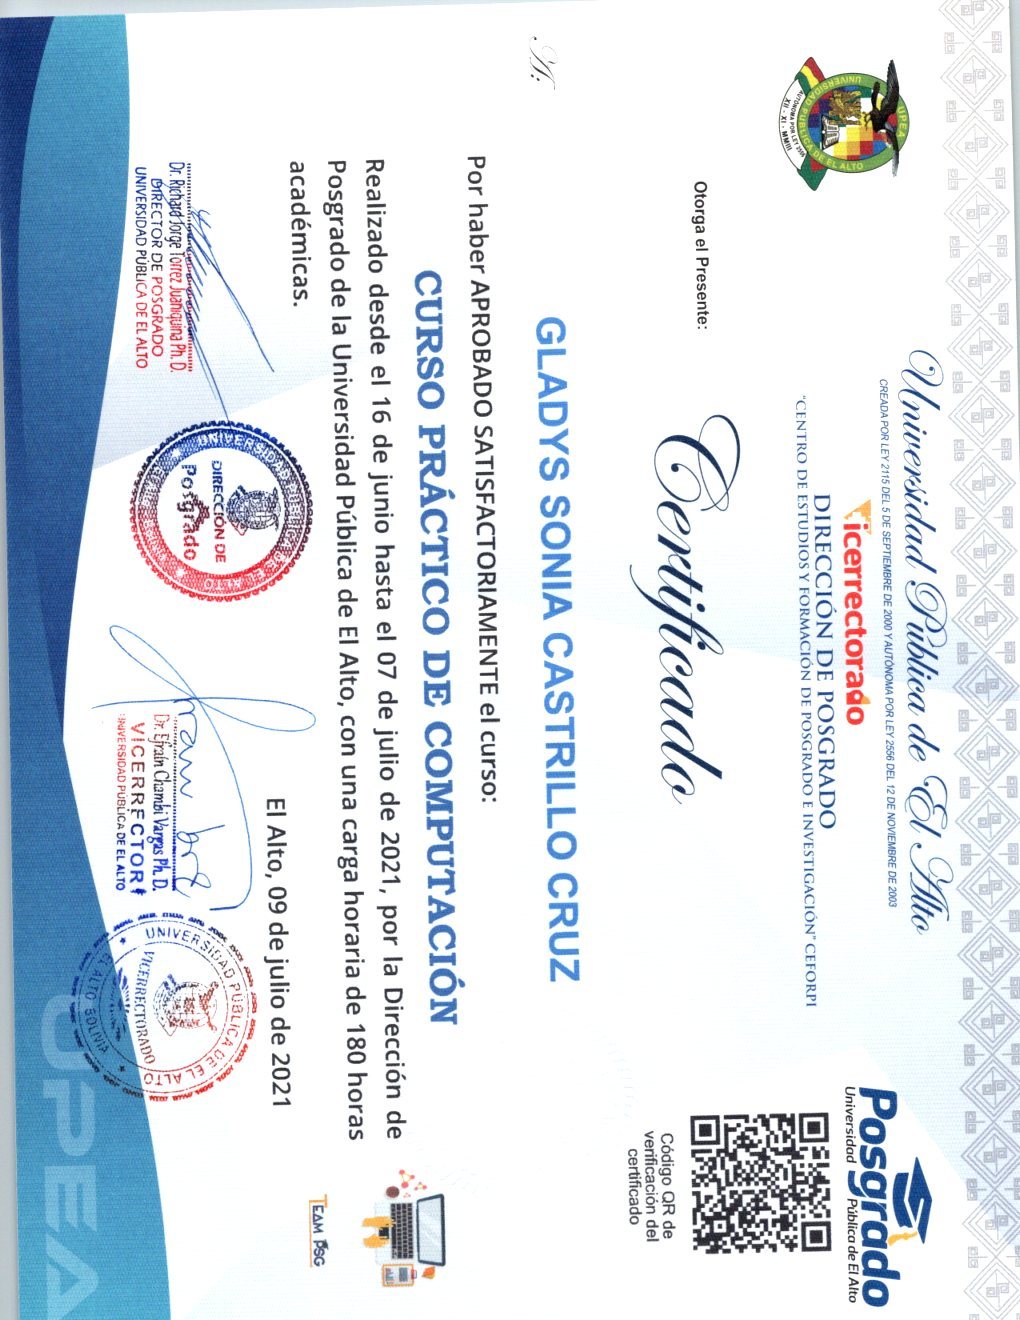 Universidad Pública de El Alto
CREADA POR LEY 2115 DEL 5 DE SEPTIEMBRE DE 2000 Y AUTÓNOMA POR LEY 2556 DEL 12 DE NOVIEMBRE DE 2003
Vicerrectorado
DIRECCIÓN DE POSGRADO
"CENTRO DE ESTUDIOS Y FORMACIÓN DE POSGRADO E INVESTIGACIÓN" CEFORPI
UPEA
UNIVERSIDAD PÚBLICA DE EL ALTO
AUTÓNOMA POR LEY 2556
XII - XI - MMIII
Posgrado
Universidad Pública de El Alto
Otorga el Presente:
Certificado
Código QR de
verificación del
certificado
A:
GLADYS SONIA CASTRILLO CRUZ
Por haber APROBADO SATISFACTORIAMENTE el curso:
CURSO PRÁCTICO DE COMPUTACIÓN
Realizado desde el 16 de junio hasta el 07 de julio de 2021, por la Dirección de
Posgrado de la Universidad Pública de El Alto, con una carga horaria de 180 horas
académicas.
TEAM PSG
El Alto, 09 de julio de 2021
Dr. Richard Jorge Torrez Juaniquina Ph. D.
DIRECTOR DE POSGRADO
UNIVERSIDAD PÚBLICA DE EL ALTO
UNIVERSIDAD
DIRECCIÓN DE
Posgrado
Dr. Efraín Chambi Vargas Ph. D.
VICERRECTOR
UNIVERSIDAD PÚBLICA DE EL ALTO
UNIVERSIDAD PÚBLICA DE EL ALTO
VICERRECTORADO
EL ALTO BOLIVIA
UPEA